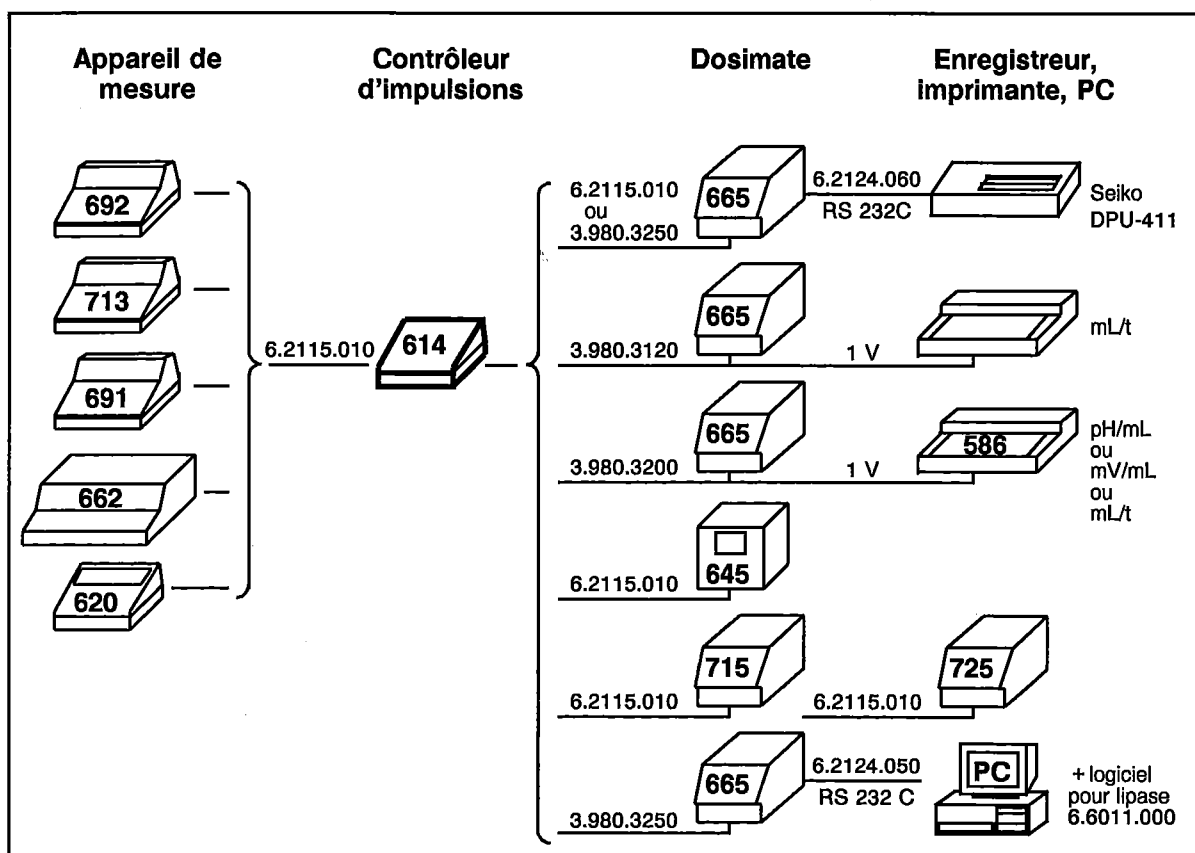 Appareil de
mesure
Contrôleur
d'impulsions
Dosimate
Enregistreur,
imprimante, PC
692
713
691
662
620
6.2115.010
614
6.2115.010
ou
3.980.3250
665
6.2124.060
RS 232C
Seiko
DPU-411
3.980.3120
665
1 V
mL/t
3.980.3200
665
1 V
586
pH/mL
ou
mV/mL
ou
mL/t
6.2115.010
645
6.2115.010
715
6.2115.010
725
3.980.3250
665
6.2124.050
RS 232 C
PC
+ logiciel
pour lipase
6.6011.000